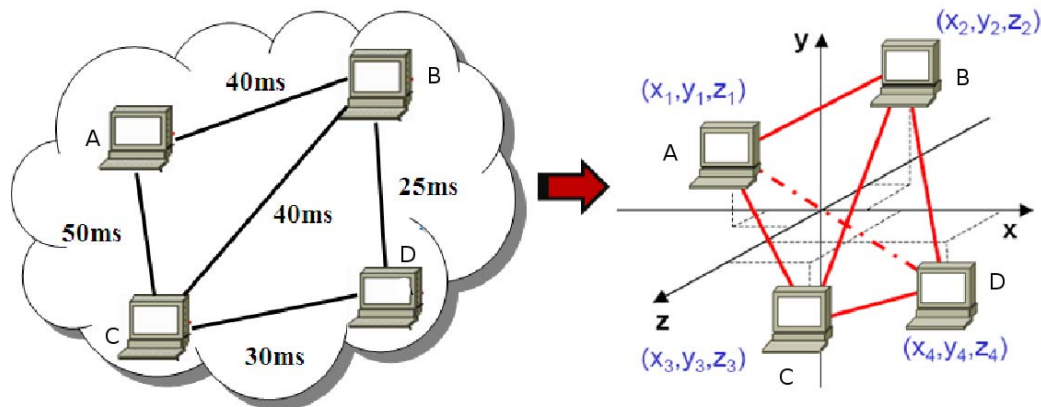 40ms
B
A
25ms
40ms
50ms
D
C
30ms
y
(x₂,y₂,z₂)
(x₁,y₁,z₁)
B
A
x
D
z
(x₃,y₃,z₃)
(x₄,y₄,z₄)
C